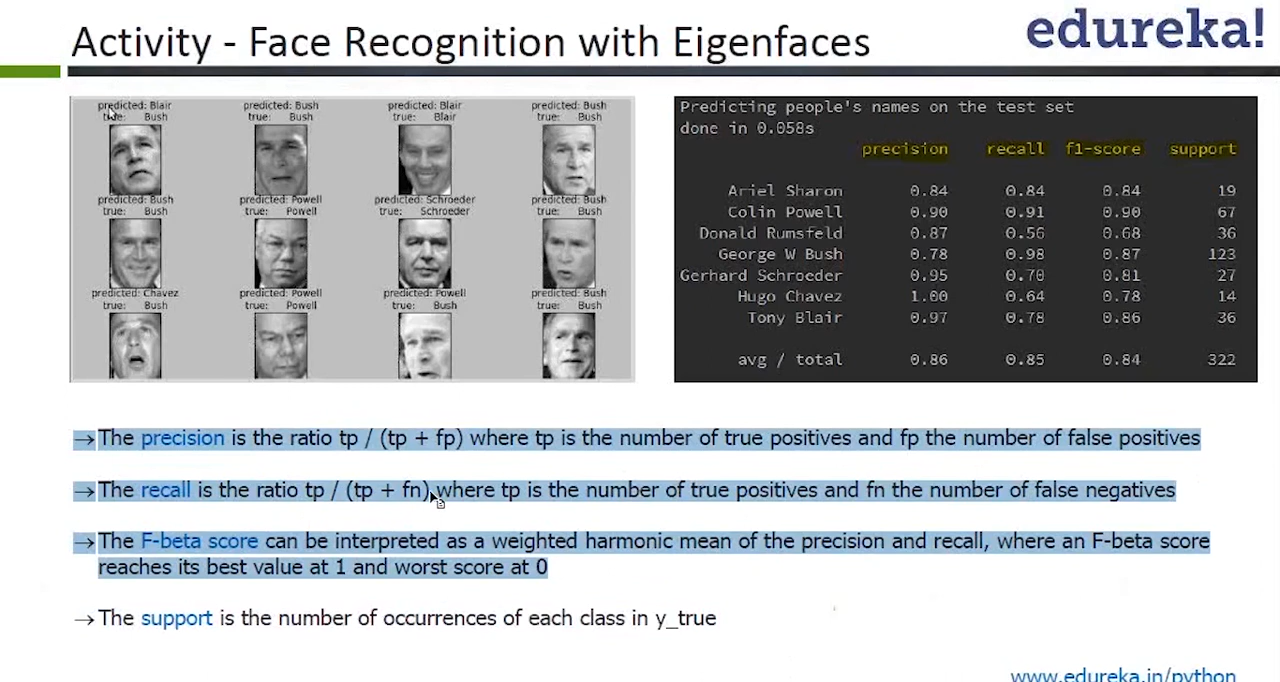 Activity - Face Recognition with Eigenfaces
edureka!
predicted: Blair
true: Bush
predicted: Bush
true: Bush
predicted: Blair
true: Blair
predicted: Bush
true: Bush
predicted: Bush
true: Bush
predicted: Powell
true: Powell
predicted: Schroeder
true: Schroeder
predicted: Bush
true: Bush
predicted: Chavez
true: Bush
predicted: Powell
true: Powell
predicted: Powell
true: Bush
predicted: Bush
true: Bush
Predicting people's names on the test set
done in 0.058s
precision recall f1-score support
Ariel Sharon 0.84 0.84 0.84 19
Colin Powell 0.90 0.91 0.90 67
Donald Rumsfeld 0.87 0.56 0.68 36
George W Bush 0.78 0.98 0.87 123
Gerhard Schroeder 0.95 0.70 0.81 27
Hugo Chavez 1.00 0.64 0.78 14
Tony Blair 0.97 0.78 0.86 36
avg / total 0.86 0.85 0.84 322
→ The precision is the ratio tp / (tp + fp) where tp is the number of true positives and fp the number of false positives
→ The recall is the ratio tp / (tp + fn) where tp is the number of true positives and fn the number of false negatives
→ The F-beta score can be interpreted as a weighted harmonic mean of the precision and recall, where an F-beta score
reaches its best value at 1 and worst score at 0
→ The support is the number of occurrences of each class in y_true
www.edureka.in/python